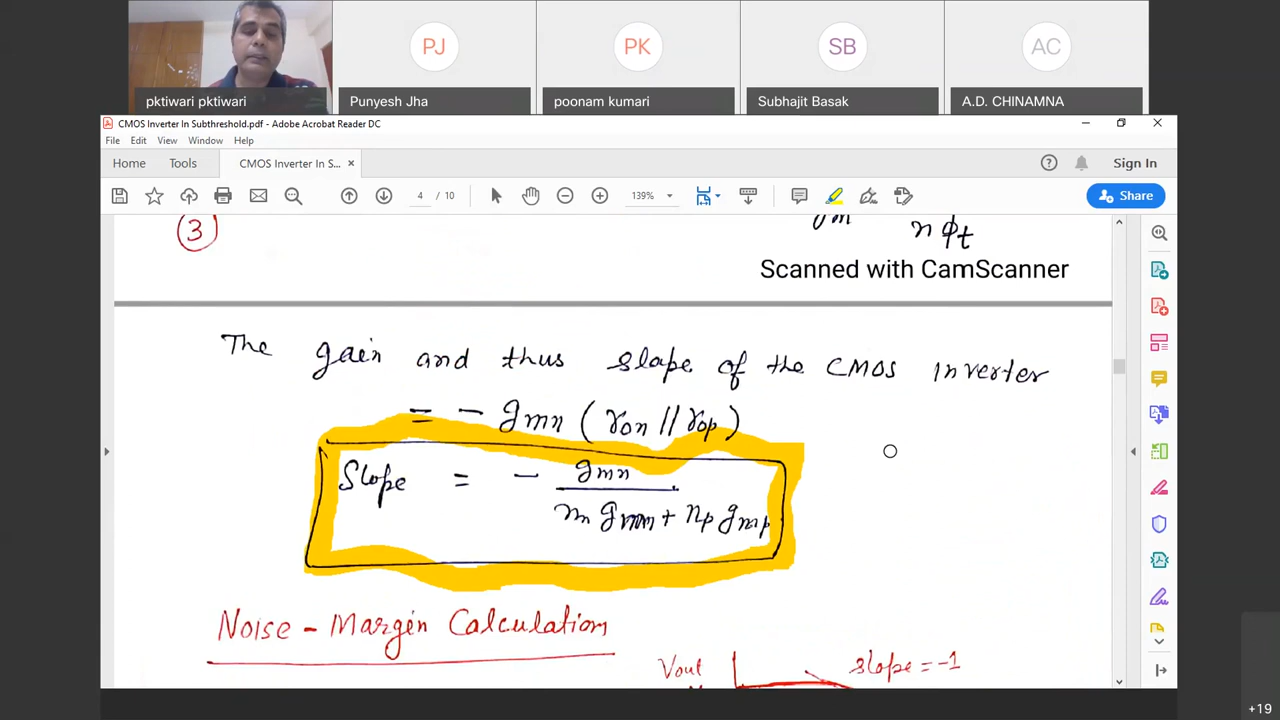 PJ
PK
SB
AC
pktiwari pktiwari
Punyesh Jha
poonam kumari
Subhajit Basak
A.D. CHINAMNA
CMOS Inverter In Subthreshold.pdf - Adobe Acrobat Reader DC
File Edit View Window Help
Home Tools CMOS Inverter In S... × Sign In
4 / 10 139% Share
3
n φt
Scanned with CamScanner
The gain and thus slope of the CMOS Inverter
= - gmn (ron // rop)
Slope = - gmn
nn gmn + np gmp
Noise - Margin Calculation
Vout slope = -1
+19